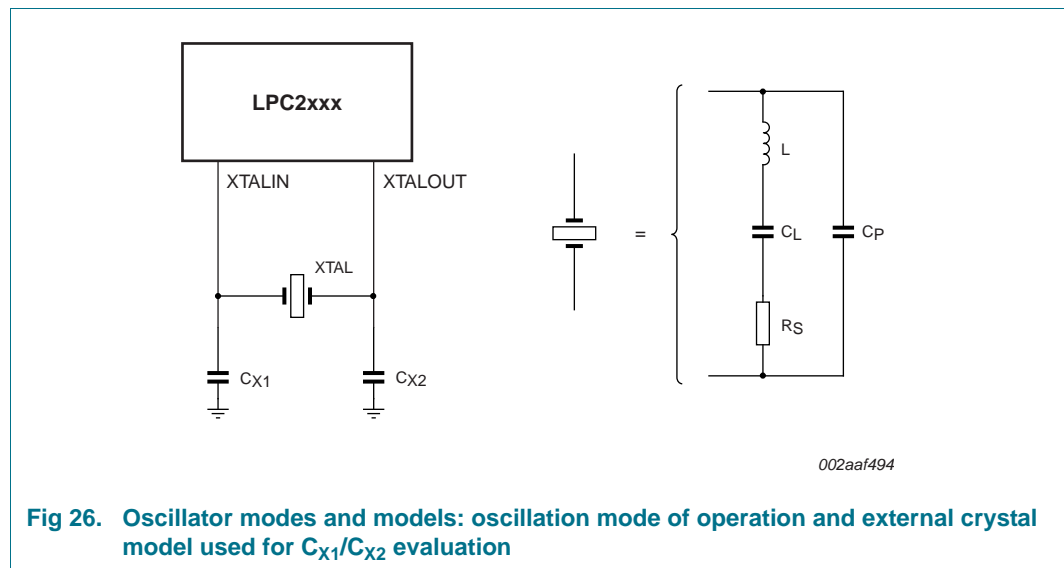 LPC2xxx
XTALIN
XTALOUT
XTAL
CX1
CX2
=
L
CL
CP
RS
002aaf494
Fig 26. Oscillator modes and models: oscillation mode of operation and external crystal
model used for CX1/CX2 evaluation